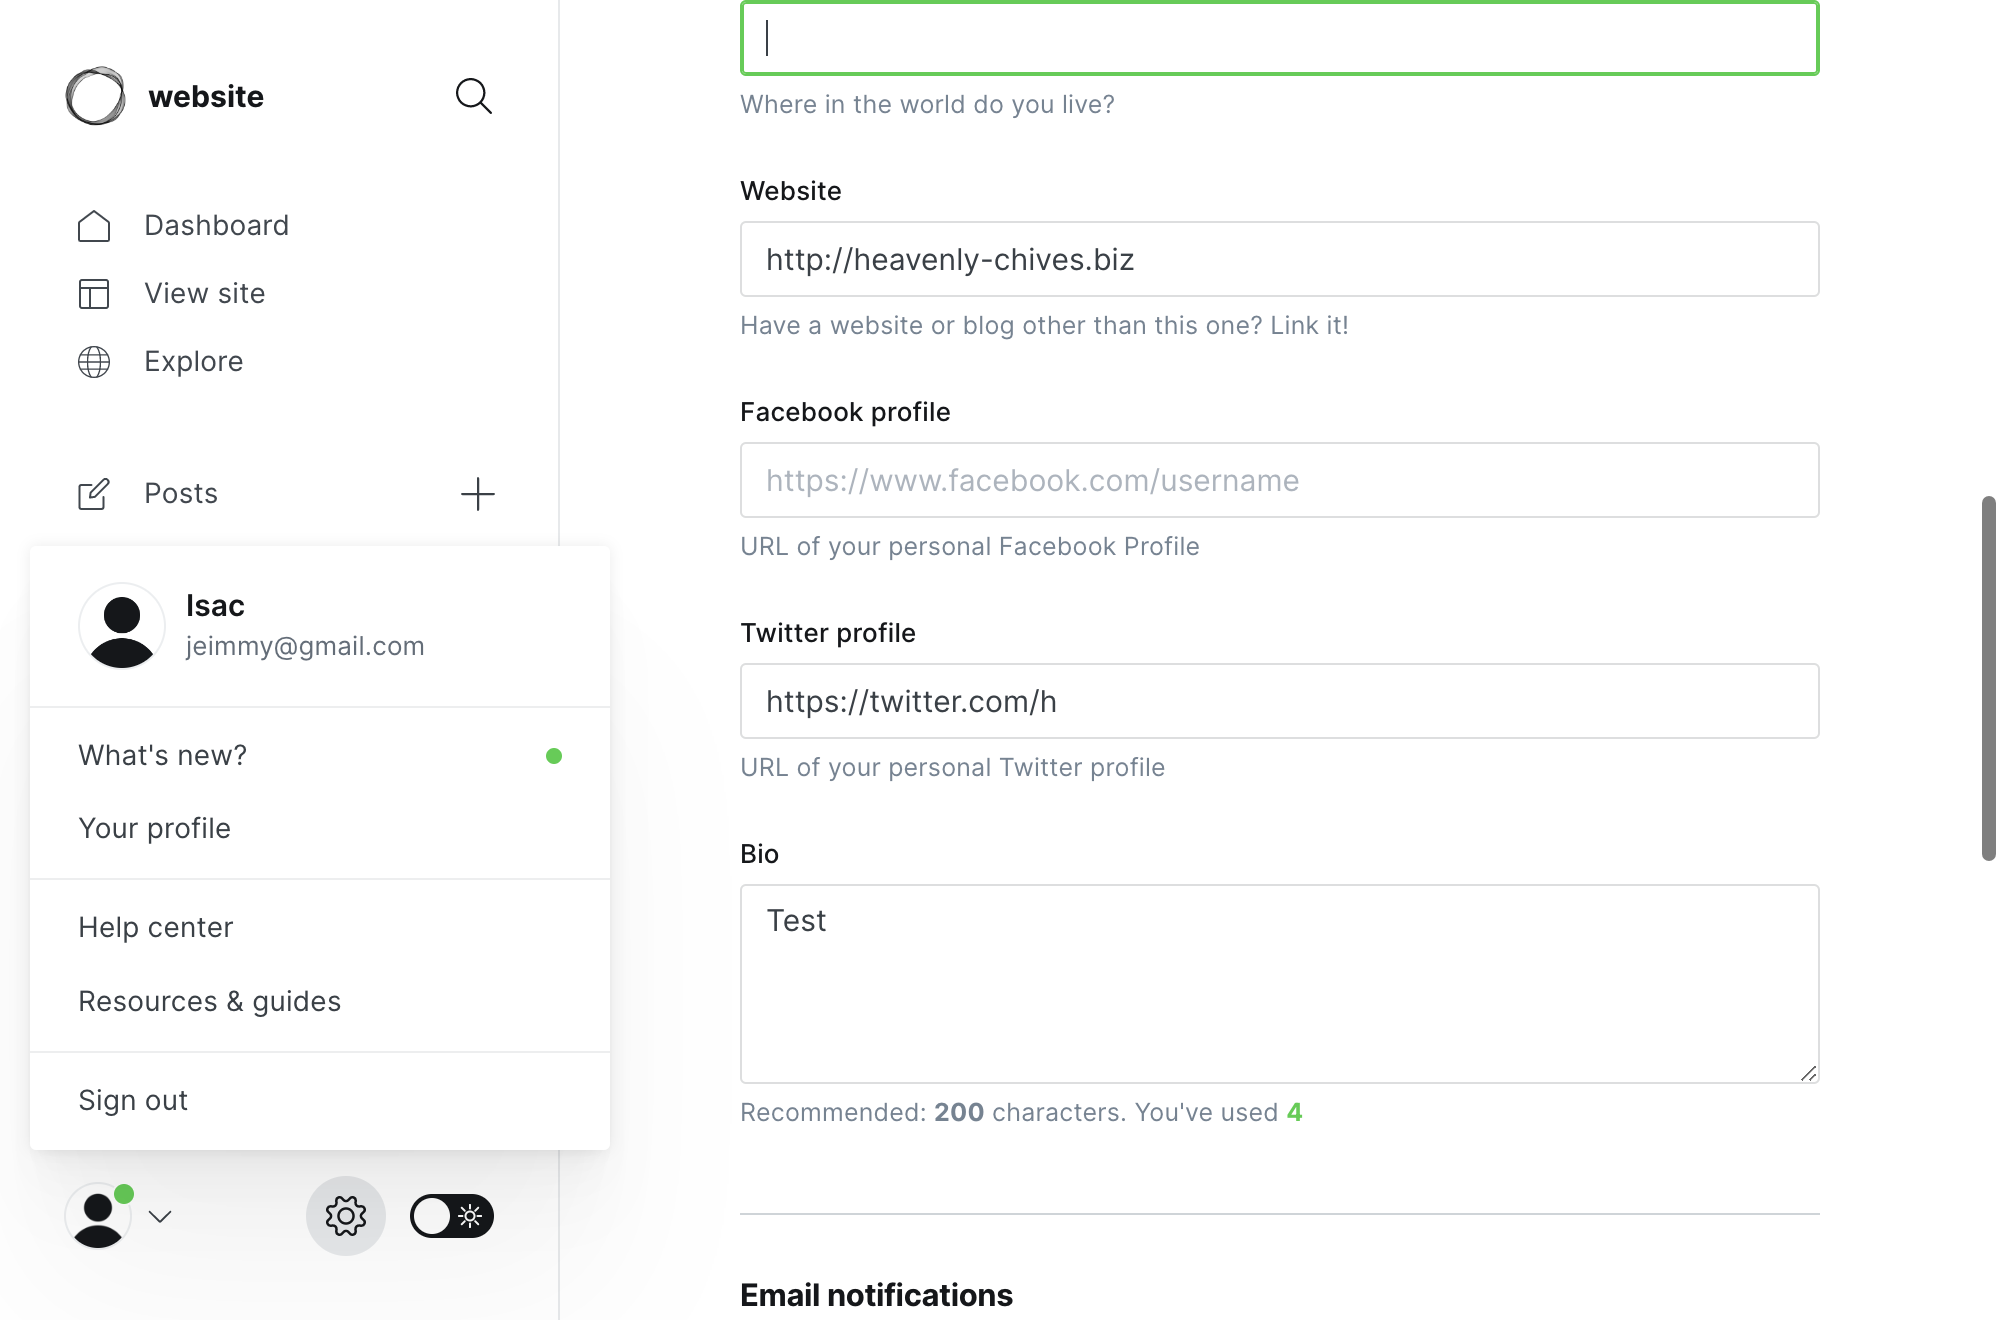 website
Dashboard
View site
Explore
Posts
Isac
jeimmy@gmail.com
What's new?
Your profile
Help center
Resources & guides
Sign out
Where in the world do you live?
Website
http://heavenly-chives.biz
Have a website or blog other than this one? Link it!
Facebook profile
https://www.facebook.com/username
URL of your personal Facebook Profile
Twitter profile
https://twitter.com/h
URL of your personal Twitter profile
Bio
Test
Recommended: 200 characters. You've used 4
Email notifications